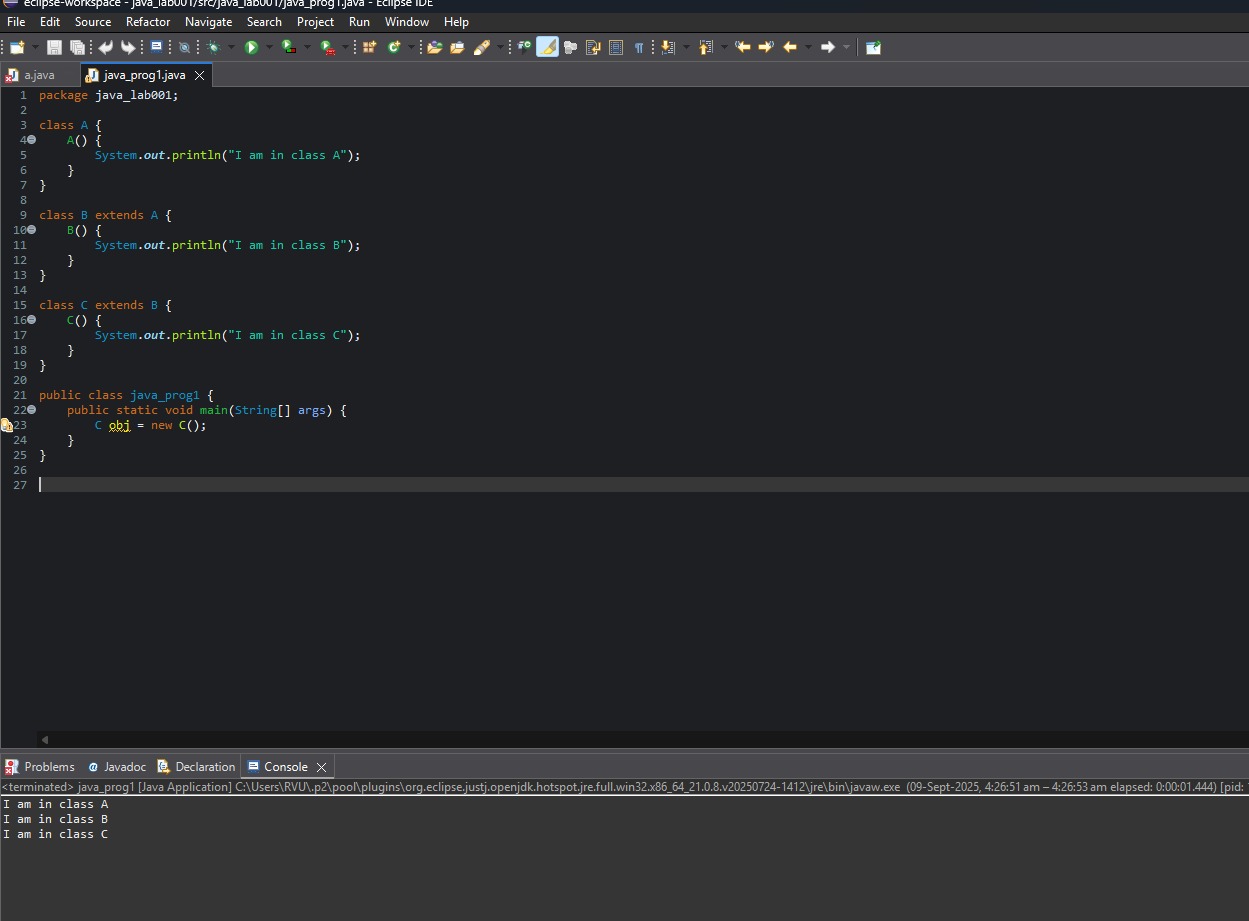 eclipse-workspace - java_lab001/src/java_lab001/java_prog1.java - Eclipse IDE
File Edit Source Refactor Navigate Search Project Run Window Help
a.java java_prog1.java
1 package java_lab001;
2
3 class A {
4 A() {
5 System.out.println("I am in class A");
6 }
7 }
8
9 class B extends A {
10 B() {
11 System.out.println("I am in class B");
12 }
13 }
14
15 class C extends B {
16 C() {
17 System.out.println("I am in class C");
18 }
19 }
20
21 public class java_prog1 {
22 public static void main(String[] args) {
23 C obj = new C();
24 }
25 }
26
27
Problems Javadoc Declaration Console
<terminated> java_prog1 [Java Application] C:\Users\RVU\.p2\pool\plugins\org.eclipse.justj.openjdk.hotspot.jre.full.win32.x86_64_21.0.8.v20250724-1412\jre\bin\javaw.exe (09-Sept-2025, 4:26:51 am – 4:26:53 am elapsed: 0:00:01.444) [pid:
I am in class A
I am in class B
I am in class C